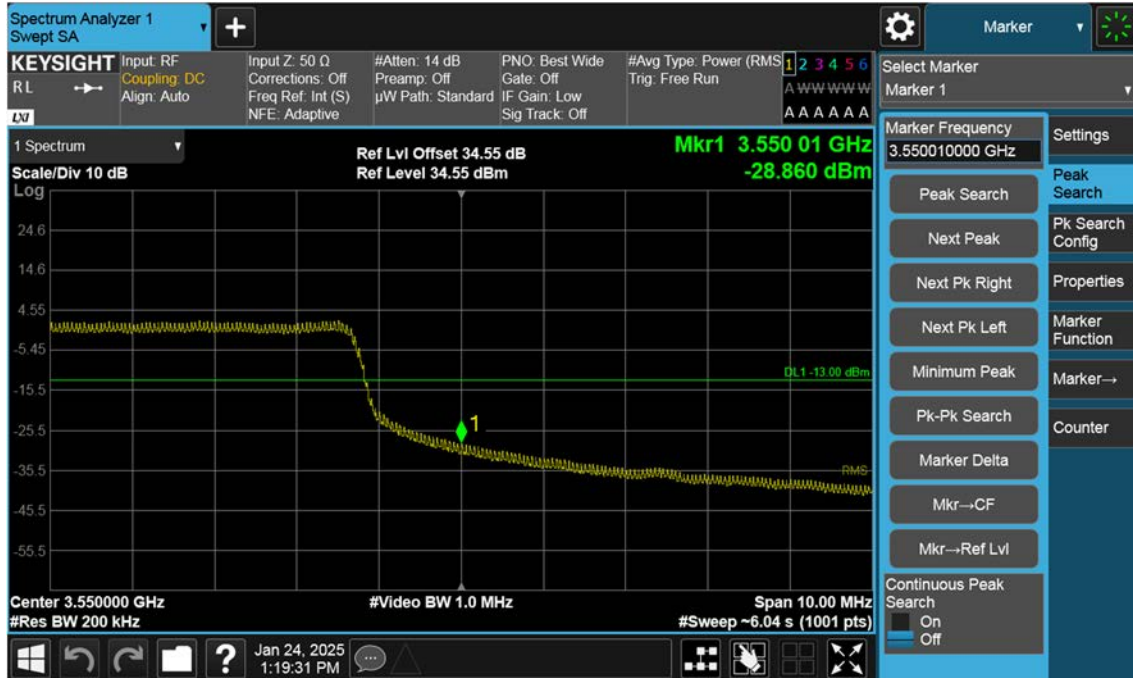 Spectrum Analyzer 1
Swept SA
+
Marker
KEYSIGHT
RL
LXI
Input: RF
Coupling: DC
Align: Auto
Input Z: 50 Ω
Corrections: Off
Freq Ref: Int (S)
NFE: Adaptive
#Atten: 14 dB
Preamp: Off
µW Path: Standard
PNO: Best Wide
Gate: Off
IF Gain: Low
Sig Track: Off
#Avg Type: Power (RMS
Trig: Free Run
1 2 3 4 5 6
A W W W W W
A A A A A A
Select Marker
Marker 1
1 Spectrum
Scale/Div 10 dB
Log
Ref Lvl Offset 34.55 dB
Ref Level 34.55 dBm
Mkr1 3.550 01 GHz
-28.860 dBm
24.6
14.6
4.55
-5.45
-15.5
-25.5
-35.5
-45.5
-55.5
DL1 -13.00 dBm
1
RMS
Center 3.550000 GHz
#Res BW 200 kHz
#Video BW 1.0 MHz
Span 10.00 MHz
#Sweep ~6.04 s (1001 pts)
Marker Frequency
3.550010000 GHz
Peak Search
Next Peak
Next Pk Right
Next Pk Left
Minimum Peak
Pk-Pk Search
Marker Delta
Mkr→CF
Mkr→Ref Lvl
Continuous Peak
Search
On
Off
Settings
Peak
Search
Pk Search
Config
Properties
Marker
Function
Marker→
Counter
?
Jan 24, 2025
1:19:31 PM